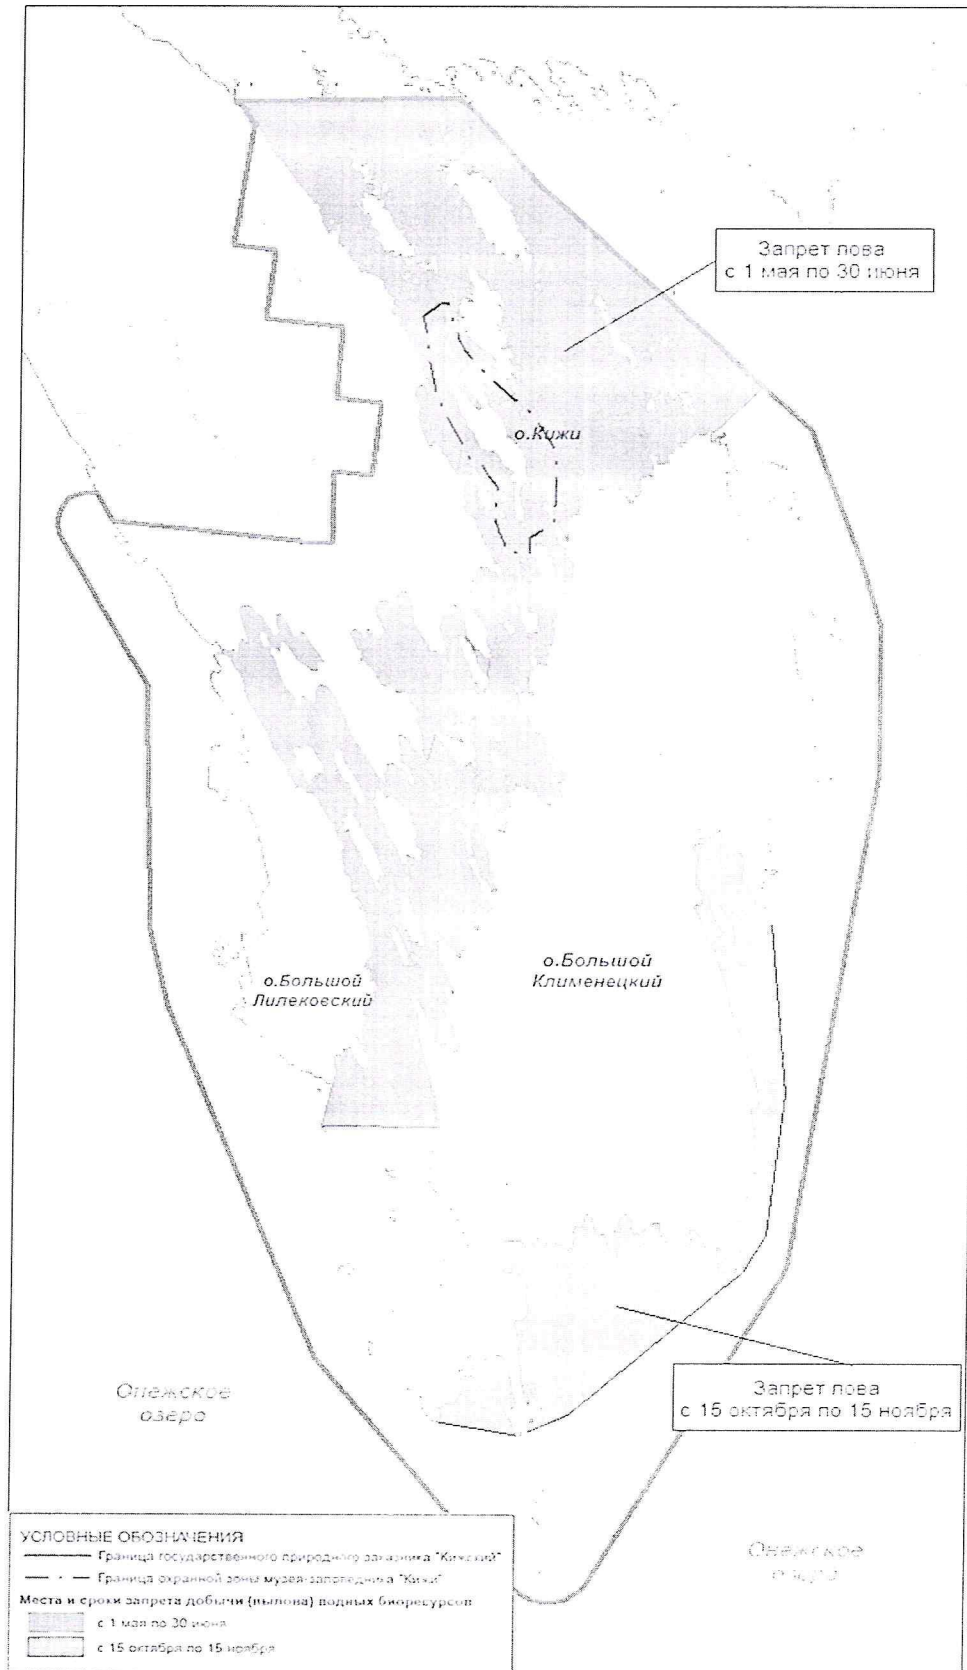 Запрет лова
с 1 мая по 30 июня
о.Кижи
о.Большой
Клименецкий
о.Большой
Лилековский
Запрет лова
с 15 октября по 15 ноября
Онежское
озеро
Онежское
озеро
УСЛОВНЫЕ ОБОЗНАЧЕНИЯ
Граница государственного природного заказника "Кижский"
Граница охранной зоны музея-заповедника "Кижи"
Места и сроки запрета добычи (вылова) водных биоресурсов
с 1 мая по 30 июня
с 15 октября по 15 ноября